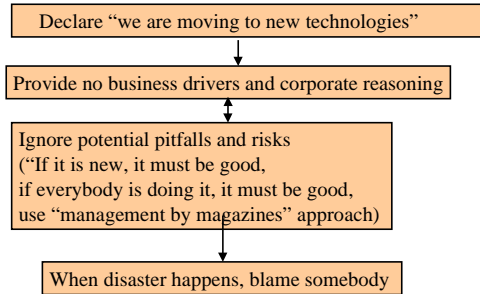 Declare “we are moving to new technologies”
Provide no business drivers and corporate reasoning
Ignore potential pitfalls and risks
(“If it is new, it must be good,
if everybody is doing it, it must be good,
use “management by magazines” approach)
When disaster happens, blame somebody